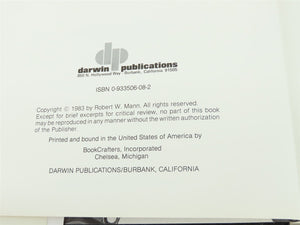 dp
darwin publications
850 N. Hollywood Way Burbank, California 91505
ISBN 0-933506-08-2
Copyright © 1983 by Robert W. Mann. All rights reserved.
Except for brief excerpts for critical review, no part of this book
may be reproduced in any manner without the written authorization
of the Publisher.
Printed and bound in the United States of America by
BookCrafters, Incorporated
Chelsea, Michigan
DARWIN PUBLICATIONS/BURBANK, CALIFORNIA